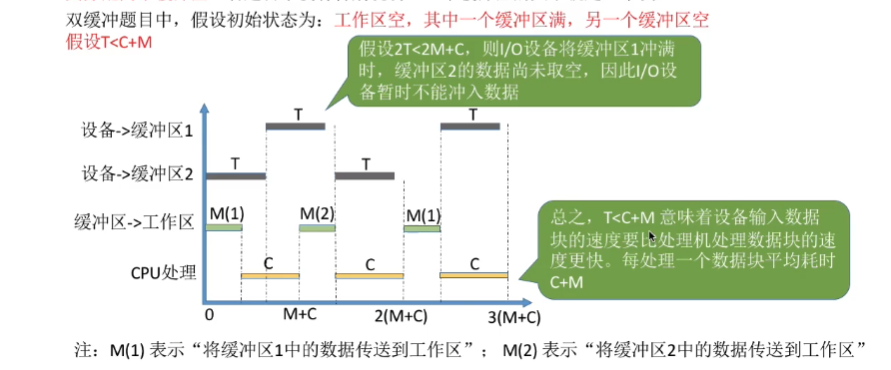 双缓冲题目中，假设初始状态为：工作区空，其中一个缓冲区满，另一个缓冲区空
假设T<C+M
假设2T<2M+C，则I/O设备将缓冲区1冲满
时，缓冲区2的数据尚未取空，因此I/O设
备暂时不能冲入数据
设备->缓冲区1
T
T
设备->缓冲区2
T
T
缓冲区->工作区
M(1)
M(2)
M(1)
CPU处理
C
C
C
0
M+C
2(M+C)
3(M+C)
总之，T<C+M 意味着设备输入数据
块的速度要比处理机处理数据块的速
度更快。每处理一个数据块平均耗时
C+M
注：M(1) 表示“将缓冲区1中的数据传送到工作区”； M(2) 表示“将缓冲区2中的数据传送到工作区”